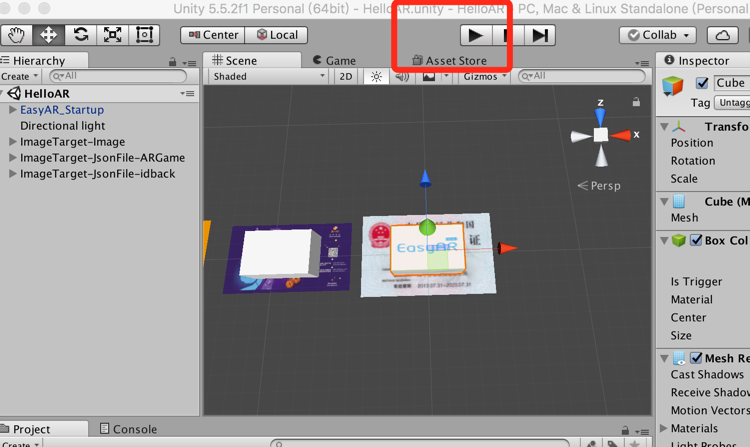 Unity 5.5.2f1 Personal (64bit) - HelloAR.unity - HelloAR - PC, Mac & Linux Standalone (Personal
Center
Local
Collab
Hierarchy
Scene
Game
Asset Store
Inspector
Create
All
Shaded
2D
Gizmos
All
Cube
Tag
Untagg
HelloAR
EasyAR_Startup
Directional light
ImageTarget-Image
ImageTarget-JsonFile-ARGame
ImageTarget-JsonFile-idback
z
x
Persp
Transfo
Position
Rotation
Scale
Cube (M
Mesh
Box Col
Is Trigger
Material
Center
Size
Mesh Re
Cast Shadows
Receive Shadow
Motion Vectors
Materials
Light Probes
EasyAR
证
Project
Console
Create